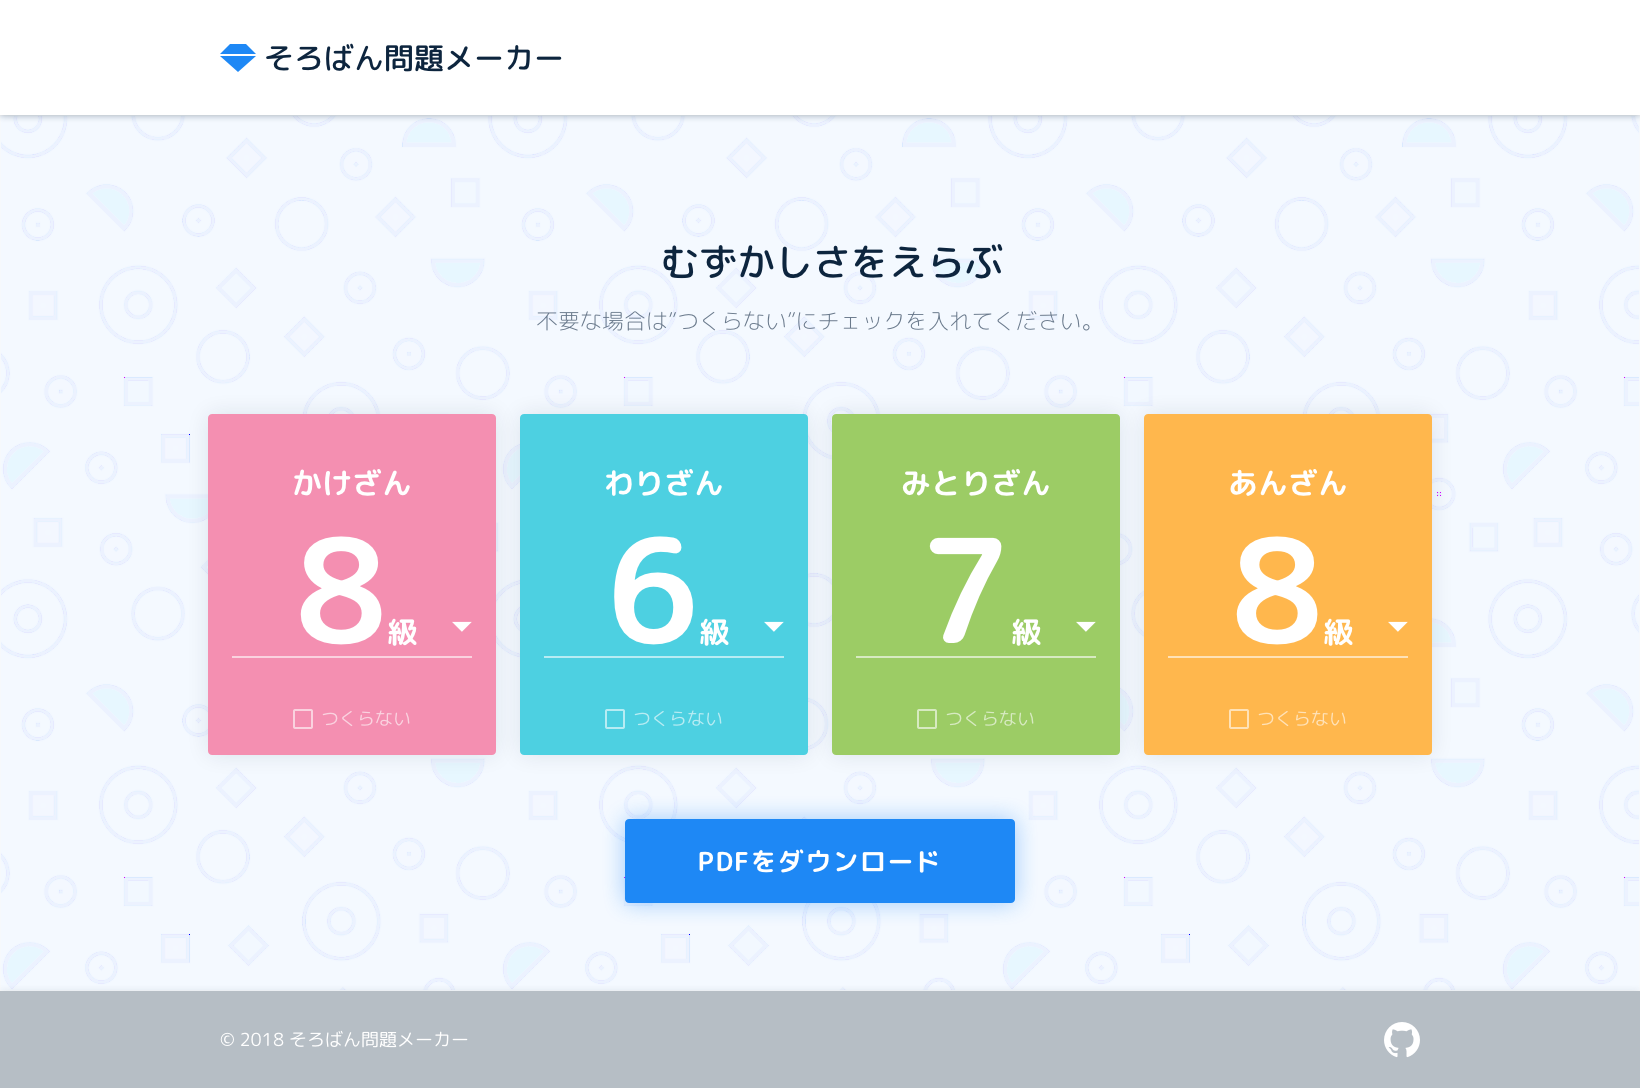 そろばん問題メーカー
むずかしさをえらぶ
不要な場合は”つくらない”にチェックを入れてください。
かけざん
8級
つくらない
わりざん
6級
つくらない
みとりざん
7級
つくらない
あんざん
8級
つくらない
PDFをダウンロード
© 2018 そろばん問題メーカー